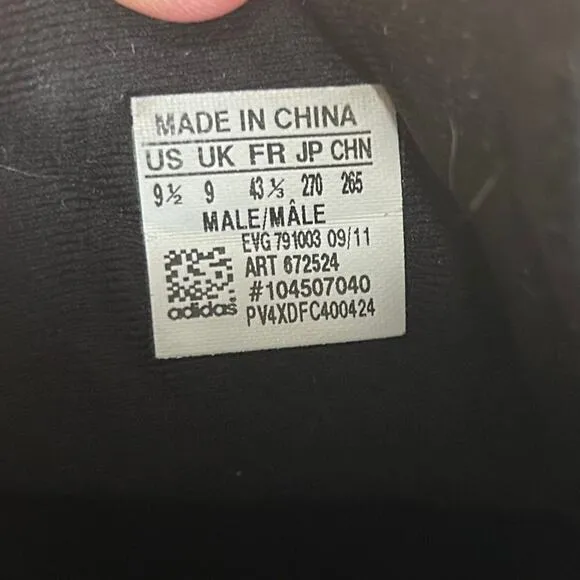 MADE IN CHINA
US UK FR JP CHN
9½ 9 43⅓ 270 265
MALE/MÂLE
EVG 791003 09/11
ART 672524
#104507040
adidas PV4XDFC400424